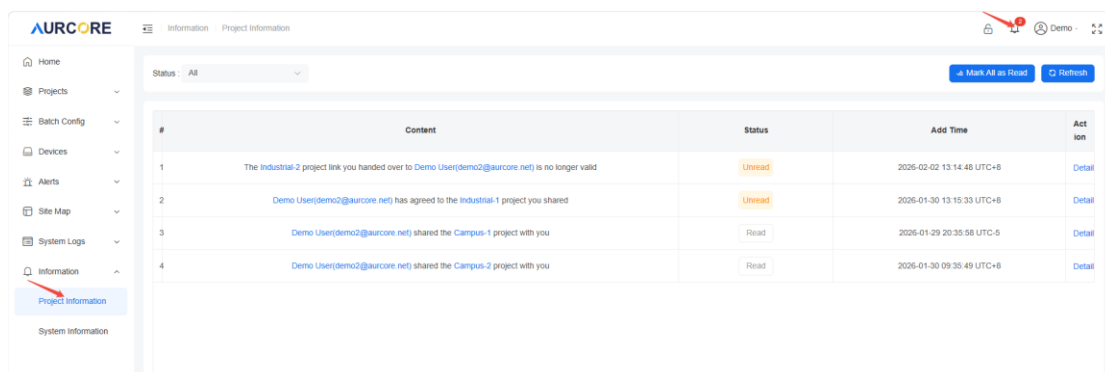 AURCORE
Information Project Information
2
Demo
Home
Projects
Batch Config
Devices
Alerts
Site Map
System Logs
Information
Project Information
System Information
Status : All
Mark All as Read
Refresh
# Content Status Add Time Act
ion
1 The Industrial-2 project link you handed over to Demo User(demo2@aurcore.net) is no longer valid Unread 2026-02-02 13:14:48 UTC+8 Detail
2 Demo User(demo2@aurcore.net) has agreed to the Industrial-1 project you shared Unread 2026-01-30 13:15:33 UTC+8 Detail
3 Demo User(demo2@aurcore.net) shared the Campus-1 project with you Read 2026-01-29 20:35:58 UTC-5 Detail
4 Demo User(demo2@aurcore.net) shared the Campus-2 project with you Read 2026-01-30 09:35:49 UTC+8 Detail